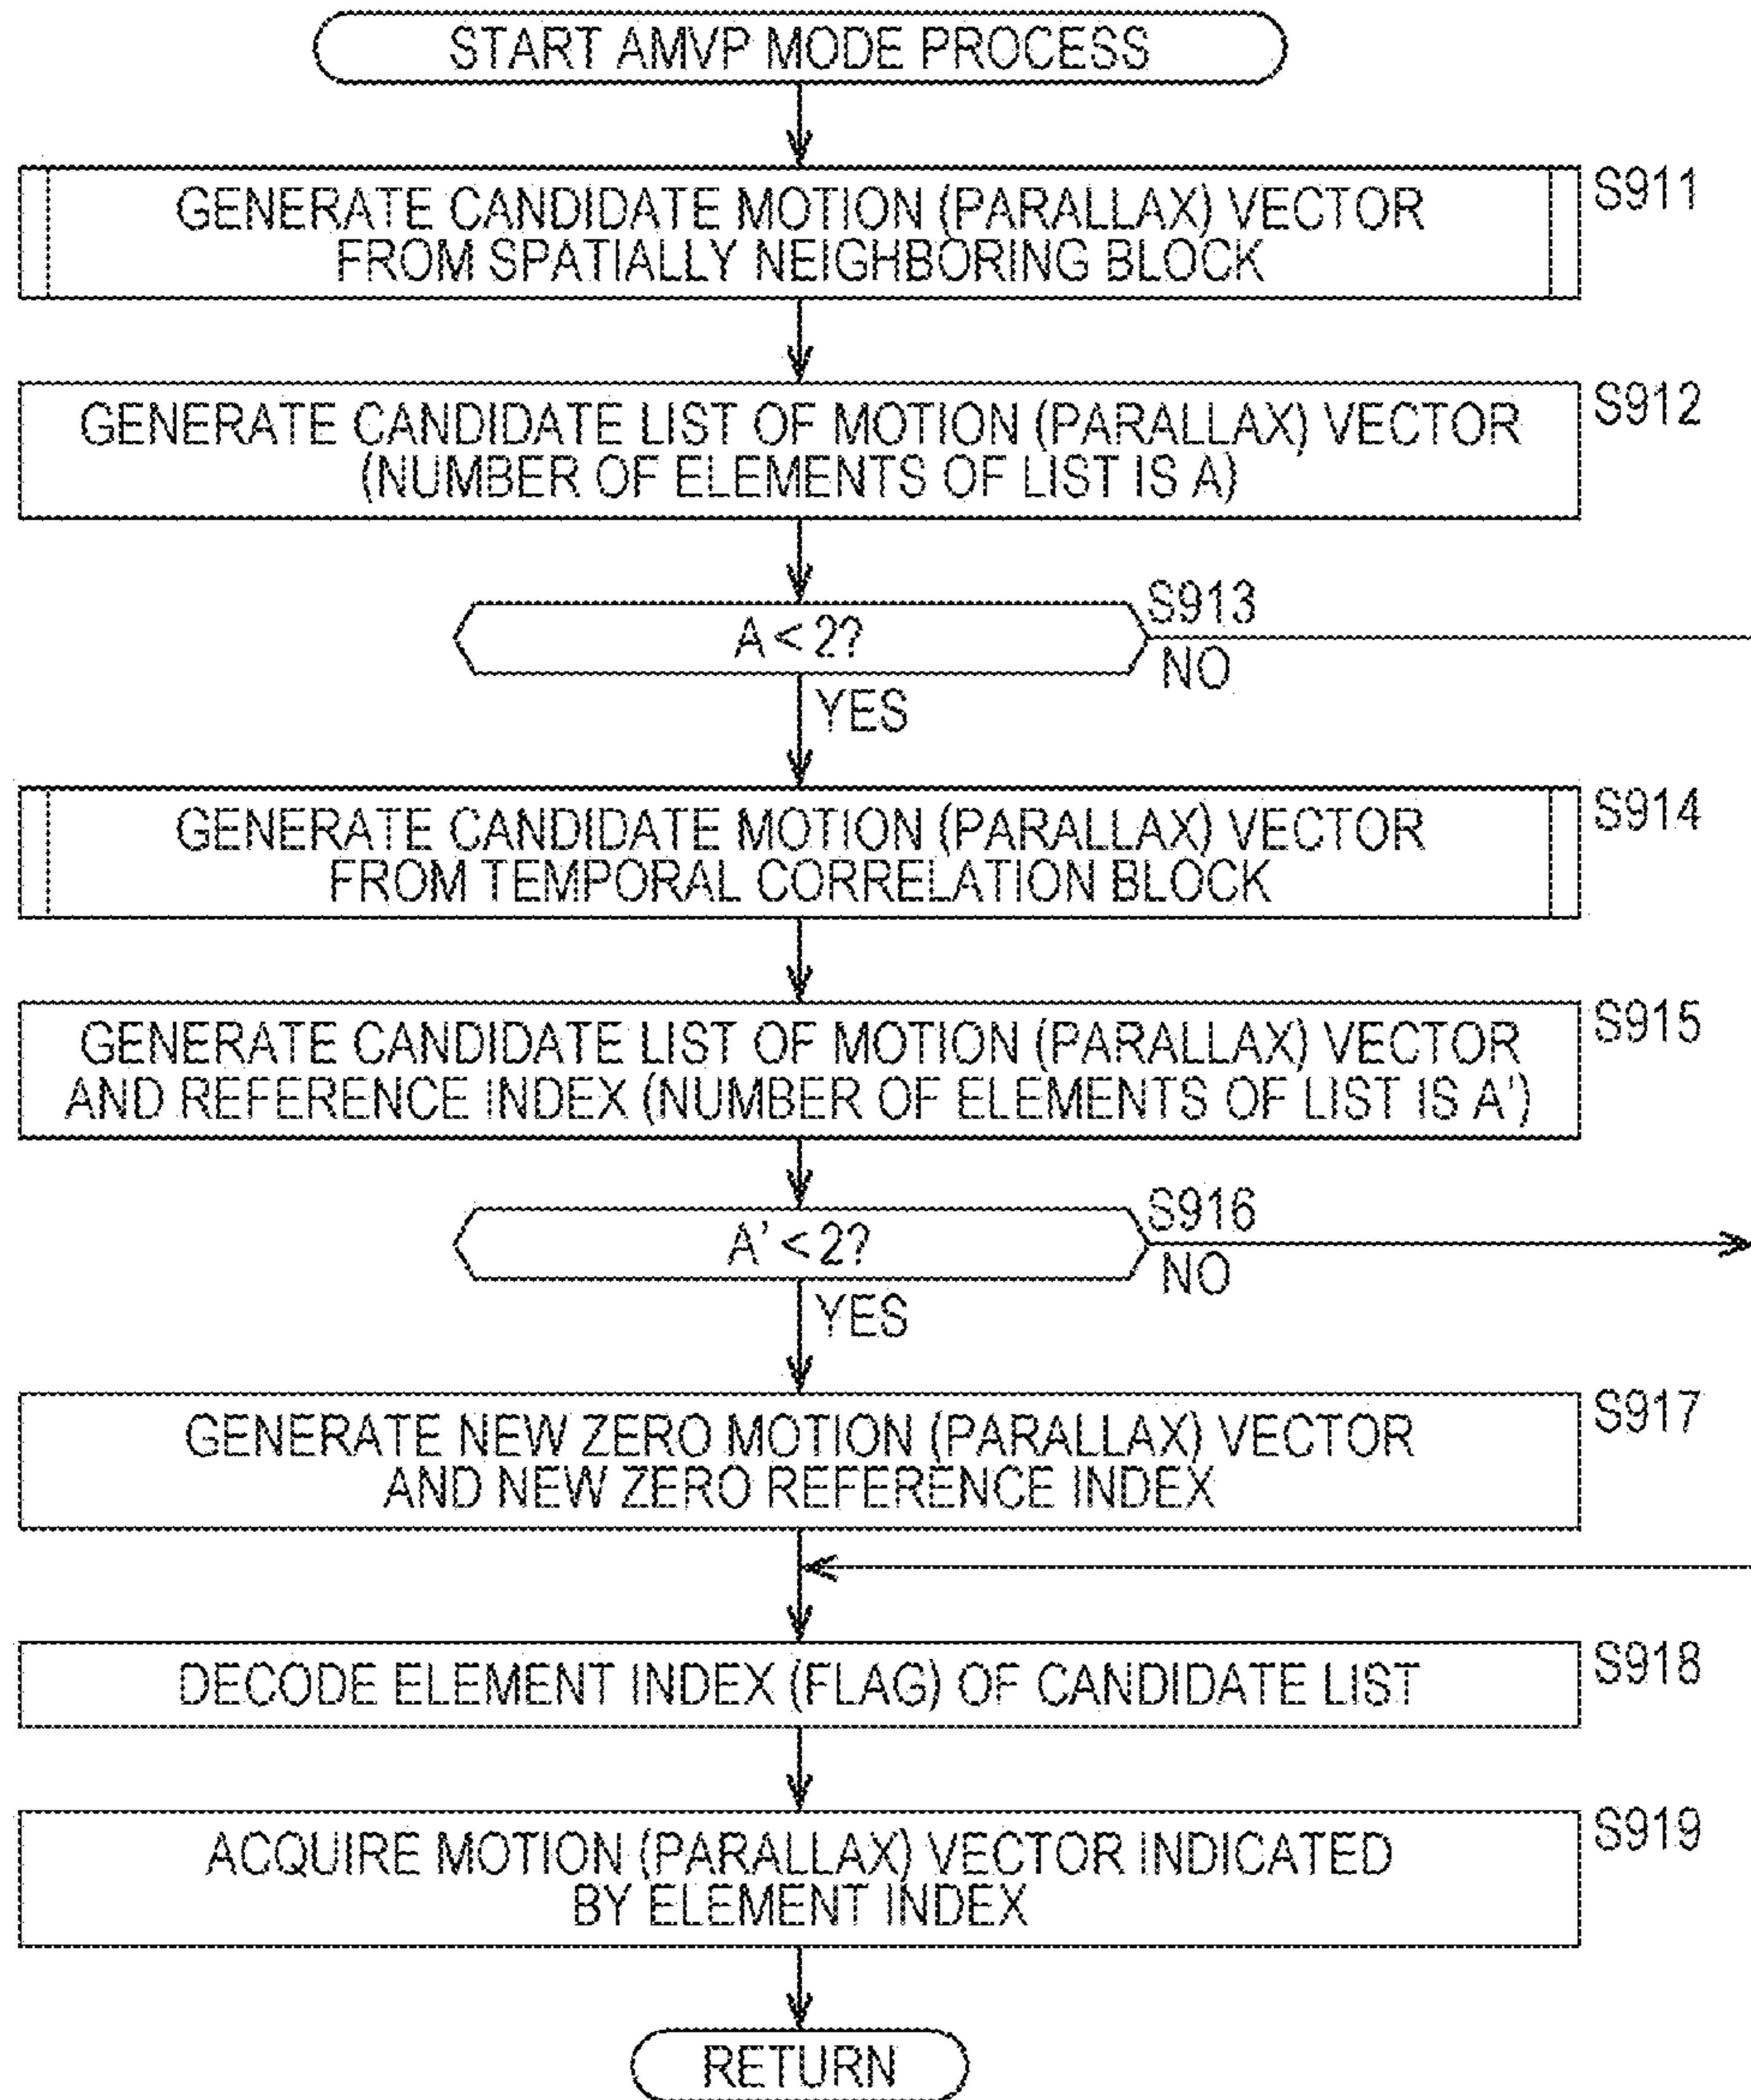 START AMVP MODE PROCESS
S911
GENERATE CANDIDATE MOTION (PARALLAX) VECTOR
FROM SPATIALLY NEIGHBORING BLOCK
S912
GENERATE CANDIDATE LIST OF MOTION (PARALLAX) VECTOR
(NUMBER OF ELEMENTS OF LIST IS A)
S913
A < 2?
NO
YES
S914
GENERATE CANDIDATE MOTION (PARALLAX) VECTOR
FROM TEMPORAL CORRELATION BLOCK
S915
GENERATE CANDIDATE LIST OF MOTION (PARALLAX) VECTOR
AND REFERENCE INDEX (NUMBER OF ELEMENTS OF LIST IS A')
S916
A' < 2?
NO
YES
S917
GENERATE NEW ZERO MOTION (PARALLAX) VECTOR
AND NEW ZERO REFERENCE INDEX
S918
DECODE ELEMENT INDEX (FLAG) OF CANDIDATE LIST
S919
ACQUIRE MOTION (PARALLAX) VECTOR INDICATED
BY ELEMENT INDEX
RETURN